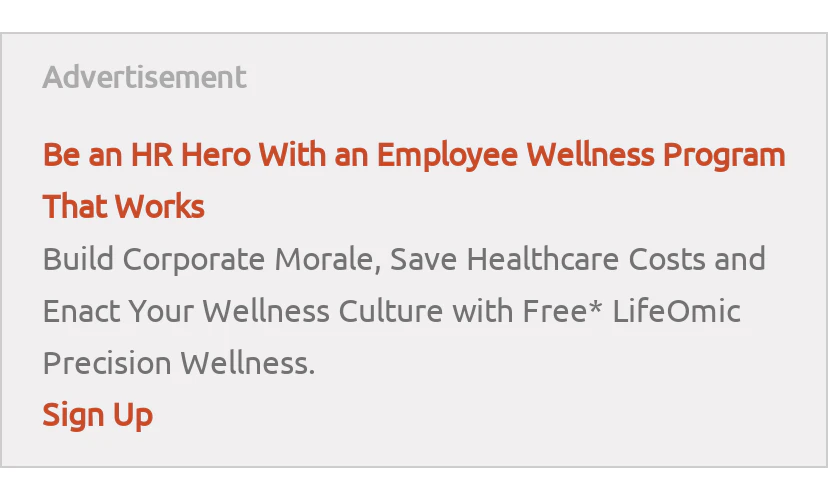 Advertisement
Be an HR Hero With an Employee Wellness Program
That Works
Build Corporate Morale, Save Healthcare Costs and
Enact Your Wellness Culture with Free* LifeOmic
Precision Wellness.
Sign Up